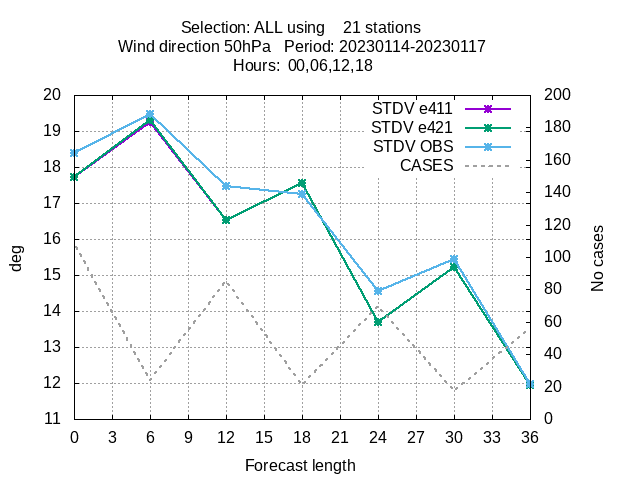 Selection: ALL using    21 stations
Wind direction 50hPa   Period: 20230114-20230117
Hours:  00,06,12,18
STDV e411
STDV e421
STDV OBS
CASES
20
19
18
17
16
15
14
13
12
11
deg
200
180
160
140
120
100
80
60
40
20
0
No cases
0 3 6 9 12 15 18 21 24 27 30 33 36
Forecast length